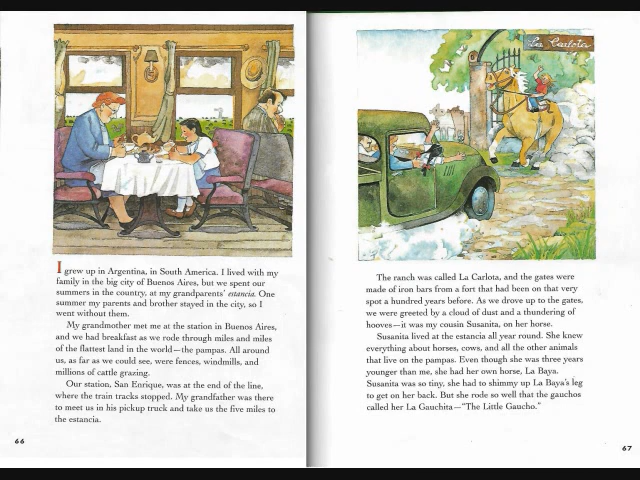 I grew up in Argentina, in South America. I lived with my
family in the big city of Buenos Aires, but we spent our
summers in the country, at my grandparents' estancia. One
summer my parents and brother stayed in the city, so I
went without them.
My grandmother met me at the station in Buenos Aires,
and we had breakfast as we rode through miles and miles
of the flattest land in the world—the pampas. All around
us, as far as we could see, were fences, windmills, and
millions of cattle grazing.
Our station, San Enrique, was at the end of the line,
where the train tracks stopped. My grandfather was there
to meet us in his pickup truck and take us the five miles to
the estancia.
66
La Carlota
The ranch was called La Carlota, and the gates were
made of iron bars from a fort that had been on that very
spot a hundred years before. As we drove up to the gates,
we were greeted by a cloud of dust and a thundering of
hooves—it was my cousin Susanita, on her horse.
Susanita lived at the estancia all year round. She knew
everything about horses, cows, and all the other animals
that live on the pampas. Even though she was three years
younger than me, she had her own horse, La Baya.
Susanita was so tiny, she had to shimmy up La Baya's leg
to get on her back. But she rode so well that the gauchos
called her La Gauchita—"The Little Gaucho."
67